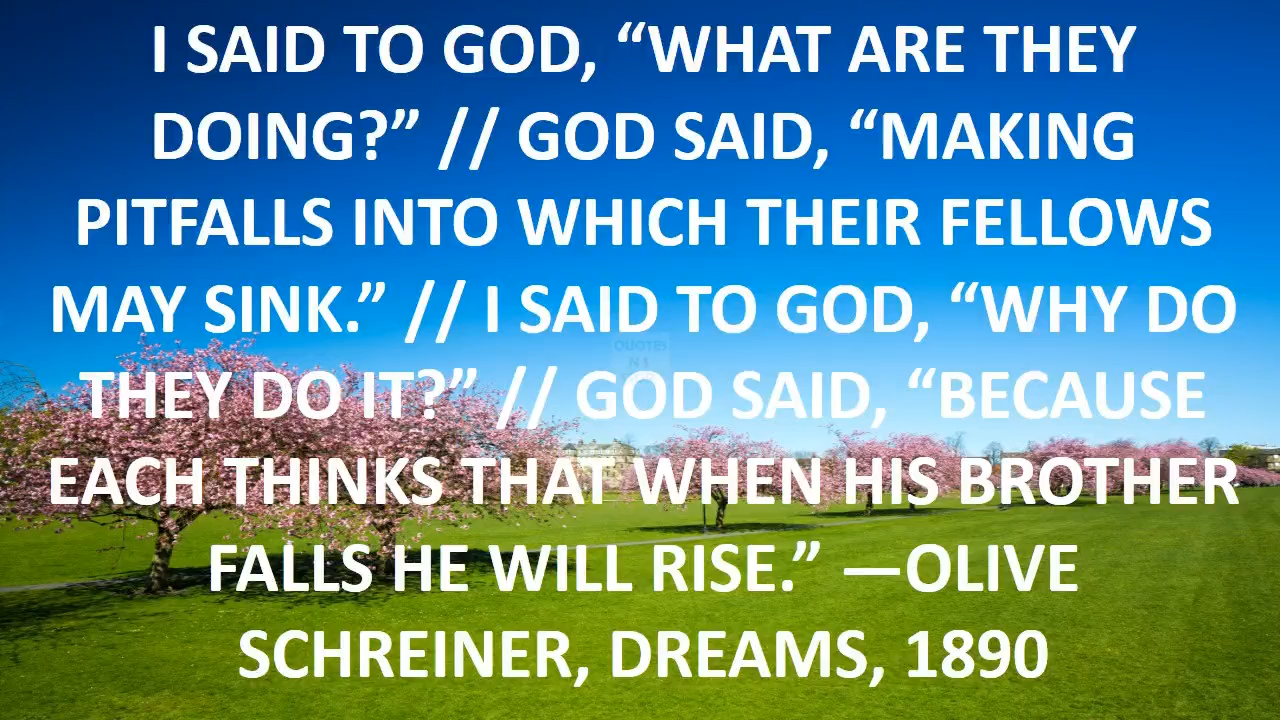 I SAID TO GOD, “WHAT ARE THEY
DOING?” // GOD SAID, “MAKING
PITFALLS INTO WHICH THEIR FELLOWS
MAY SINK.” // I SAID TO GOD, “WHY DO
THEY DO IT?” // GOD SAID, “BECAUSE
EACH THINKS THAT WHEN HIS BROTHER
FALLS HE WILL RISE.” —OLIVE
SCHREINER, DREAMS, 1890
QUOTES